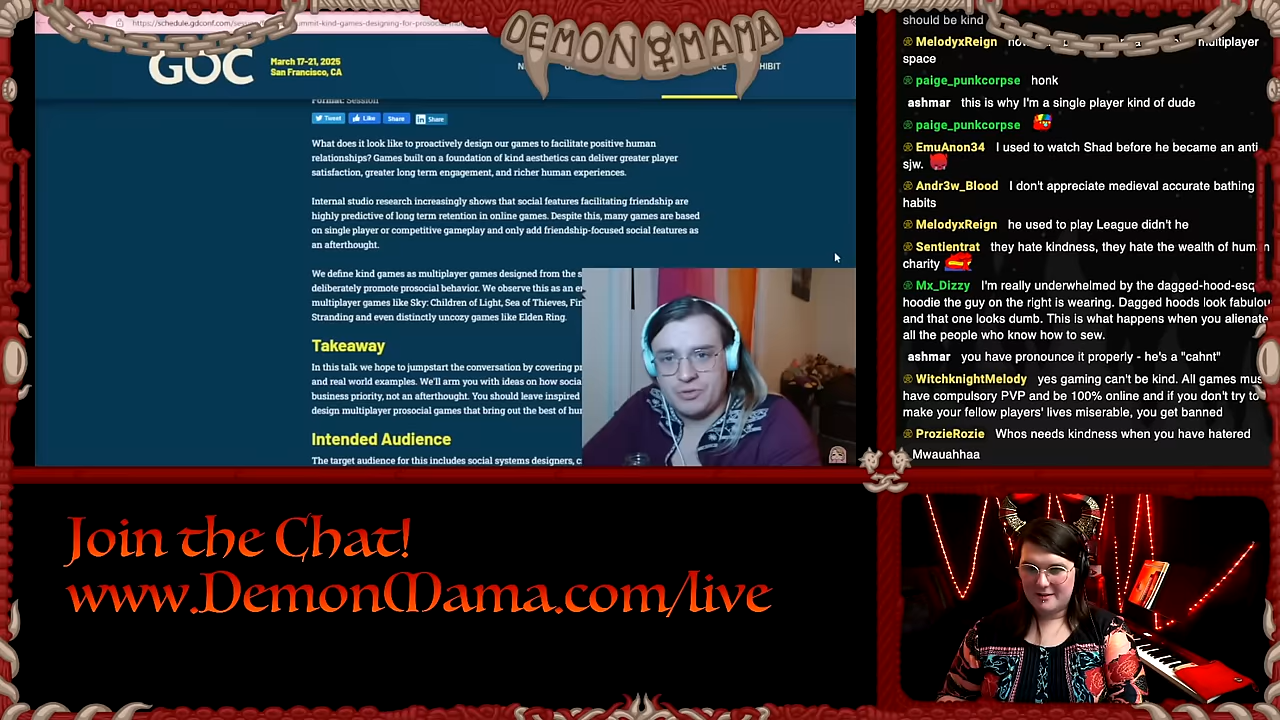 https://schedule.gdconf.com/
DEMON MAMA
GDC
March 17-21, 2025
San Francisco, CA
Format: Session
Tweet
Like
Share
Share
What does it look like to proactively design our games to facilitate positive human
relationships? Games built on a foundation of kind aesthetics can deliver greater player
satisfaction, greater long term engagement, and richer human experiences.
Internal studio research increasingly shows that social features facilitating friendship are
highly predictive of long term retention in online games. Despite this, many games are based
on single player or competitive gameplay and only add friendship-focused social features as
an afterthought.
We define kind games as multiplayer games designed from the
deliberately promote prosocial behavior. We observe this as an
multiplayer games like Sky: Children of Light, Sea of Thieves,
Stranding and even distinctly uncozy games like Elden Ring.
Takeaway
In this talk we hope to jumpstart the conversation by covering
and real world examples. We'll arm you with ideas on how
business priority, not an afterthought. You should leave inspired
design multiplayer prosocial games that bring out the best of
Intended Audience
The target audience for this includes social systems designers,
should be kind
MelodyxReign multiplayer
space
paige_punkcorpse honk
ashmar this is why I'm a single player kind of dude
paige_punkcorpse
EmuAnon34 I used to watch Shad before he became an anti
sjw.
Andr3w_Blood I don't appreciate medieval accurate bathing
habits
MelodyxReign he used to play League didn't he
Sentlentrat they hate kindness, they hate the wealth of human
charity
Mx_Dizzy I'm really underwhelmed by the dagged-hood-esq
hoodie the guy on the right is wearing. Dagged hoods look fabulou
and that one looks dumb. This is what happens when you alienate
all the people who know how to sew.
ashmar you have pronounce it properly - he's a "cahnt"
WitchknightMelody yes gaming can't be kind. All games mus
have compulsory PVP and be 100% online and if you don't try to
make your fellow players' lives miserable, you get banned
ProzieRozie Whos needs kindness when you have hatered
Mwauahhaa
Join the Chat!
www.DemonMama.com/live